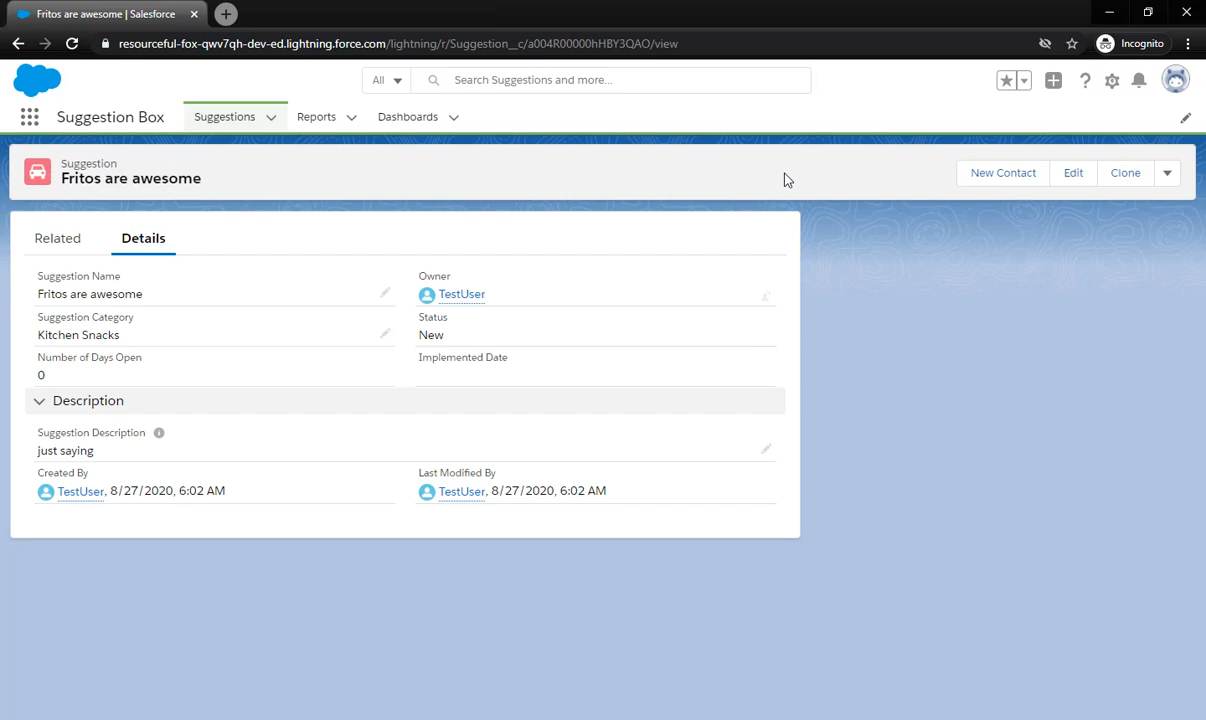 Fritos are awesome | Salesforce
resourceful-fox-qwv7qh-dev-ed.lightning.force.com/lightning/r/Suggestion__c/a004R00000hHBY3QAO/view
Incognito
All
Search Suggestions and more...
Suggestion Box
Suggestions
Reports
Dashboards
Suggestion
Fritos are awesome
New Contact
Edit
Clone
Related
Details
Suggestion Name
Fritos are awesome
Owner
TestUser
Suggestion Category
Kitchen Snacks
Status
New
Number of Days Open
0
Implemented Date
Description
Suggestion Description
just saying
Created By
TestUser, 8/27/2020, 6:02 AM
Last Modified By
TestUser, 8/27/2020, 6:02 AM